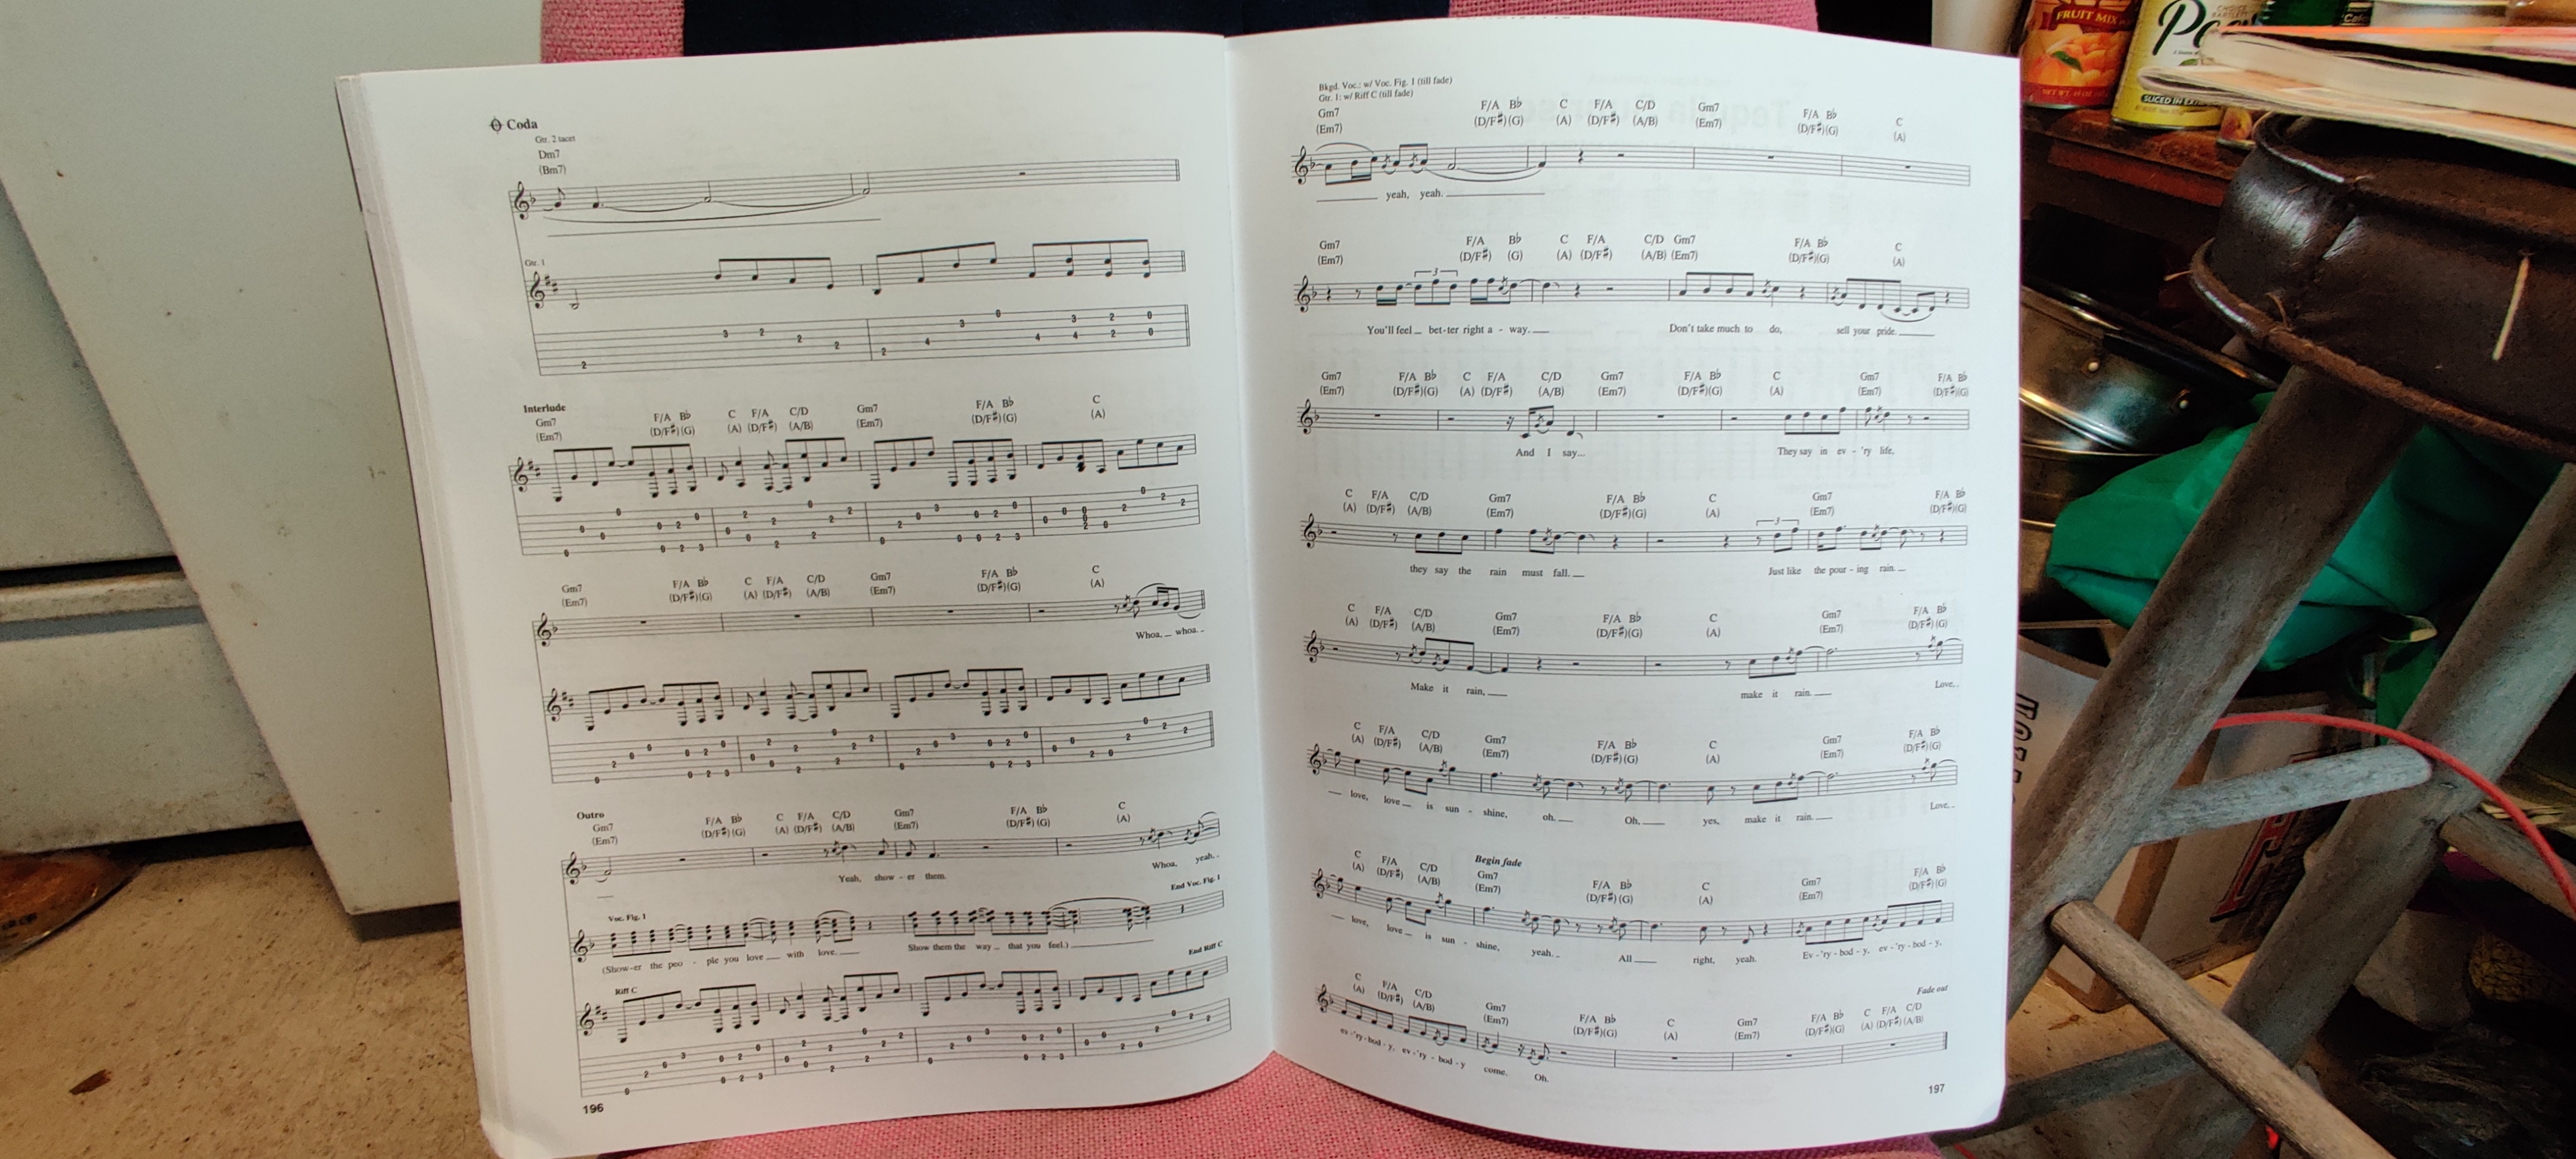 Coda
Gtr. 2 tacet
Dm7
(Bm7)
Gtr. 1
Interlude
Gm7 F/A B♭ C F/A C/D Gm7 F/A B♭ C
(Em7) (D/F♯) (G) (A) (D/F♯) (A/B) (Em7) (D/F♯) (G) (A)
Gm7 F/A B♭ C F/A C/D Gm7 F/A B♭ C
(Em7) (D/F♯) (G) (A) (D/F♯) (A/B) (Em7) (D/F♯) (G) (A)
Whoa, whoa.
Outro
Gm7 F/A B♭ C F/A C/D Gm7 F/A B♭ C
(Em7) (D/F♯) (G) (A) (D/F♯) (A/B) (Em7) (D/F♯) (G) (A)
Yeah, show - er them. Whoa, yeah.
Voc. Fig. 1 End Voc. Fig. 1
(Show-er the peo - ple you love with love. Show them the way that you feel.)
Riff C End Riff C
196
Bkgd. Voc.: w/ Voc. Fig. 1 (till fade)
Gtr. 1: w/ Riff C (till fade)
Gm7 F/A B♭ C F/A C/D Gm7 F/A B♭ C
(Em7) (D/F♯) (G) (A) (D/F♯) (A/B) (Em7) (D/F♯) (G) (A)
yeah, yeah.
Gm7 F/A B♭ C F/A C/D Gm7 F/A B♭ C
(Em7) (D/F♯) (G) (A) (D/F♯) (A/B) (Em7) (D/F♯) (G) (A)
3
You'll feel bet-ter right a - way. Don't take much to do, sell your pride.
Gm7 F/A B♭ C F/A C/D Gm7 F/A B♭ C Gm7 F/A B♭
(Em7) (D/F♯) (G) (A) (D/F♯) (A/B) (Em7) (D/F♯) (G) (A) (Em7) (D/F♯) (G)
And I say... They say in ev - 'ry life,
C F/A C/D Gm7 F/A B♭ C Gm7 F/A B♭
(A) (D/F♯) (A/B) (Em7) (D/F♯) (G) (A) (Em7) (D/F♯) (G)
3
they say the rain must fall. Just like the pour - ing rain.
C F/A C/D Gm7 F/A B♭ C Gm7 F/A B♭
(A) (D/F♯) (A/B) (Em7) (D/F♯) (G) (A) (Em7) (D/F♯) (G)
Make it rain, make it rain. Love,
C F/A C/D Gm7 F/A B♭ C Gm7 F/A B♭
(A) (D/F♯) (A/B) (Em7) (D/F♯) (G) (A) (Em7) (D/F♯) (G)
love, love is sun - shine, oh. Oh, yes, make it rain. Love,
Begin fade
C F/A C/D Gm7 F/A B♭ C Gm7 F/A B♭
(A) (D/F♯) (A/B) (Em7) (D/F♯) (G) (A) (Em7) (D/F♯) (G)
love, love is sun - shine, yeah. All right, yeah. Ev - 'ry - bod - y, ev - 'ry - bod - y,
Fade out
C F/A C/D Gm7 F/A B♭ C Gm7 F/A B♭ C F/A C/D
(A) (D/F♯) (A/B) (Em7) (D/F♯) (G) (A) (Em7) (D/F♯) (G) (A) (D/F♯) (A/B)
ev - 'ry - bod - y, ev - 'ry - bod - y come. Oh.
197
FRUIT MIX
SLICED IN